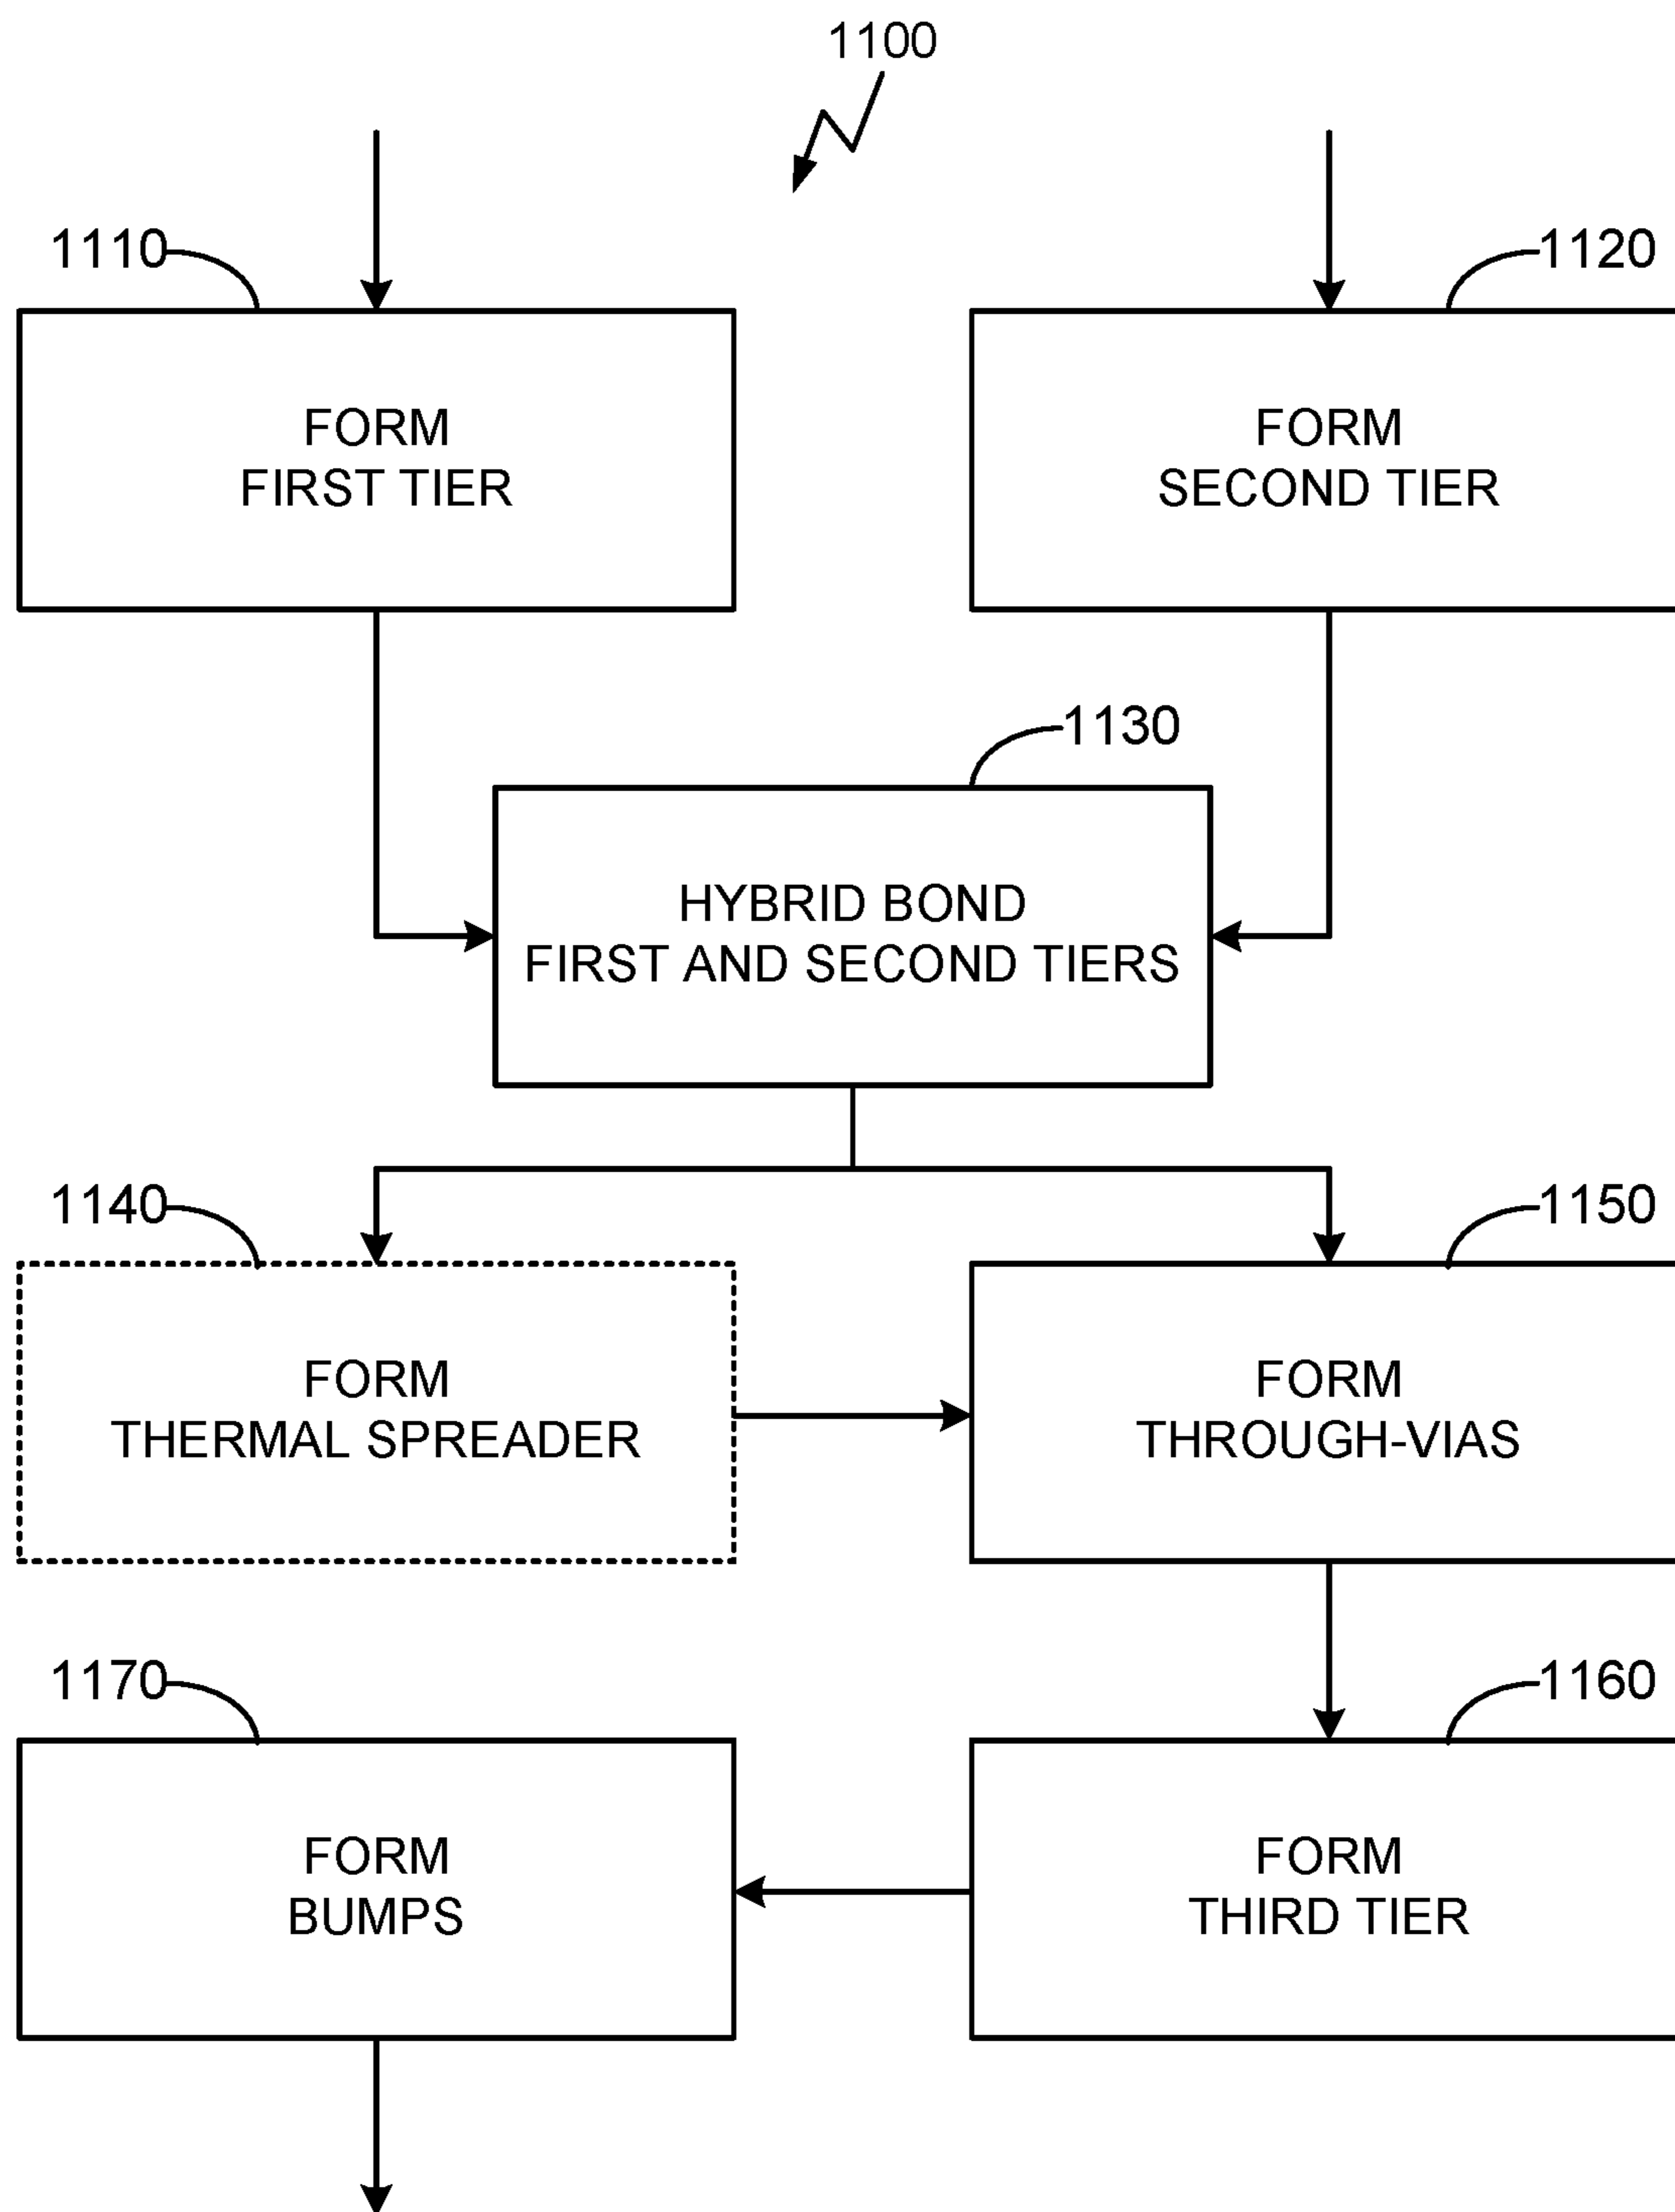 1100
1110
1120
FORM
FIRST TIER
FORM
SECOND TIER
1130
HYBRID BOND
FIRST AND SECOND TIERS
1140
1150
FORM
THERMAL SPREADER
FORM
THROUGH-VIAS
1170
1160
FORM
BUMPS
FORM
THIRD TIER